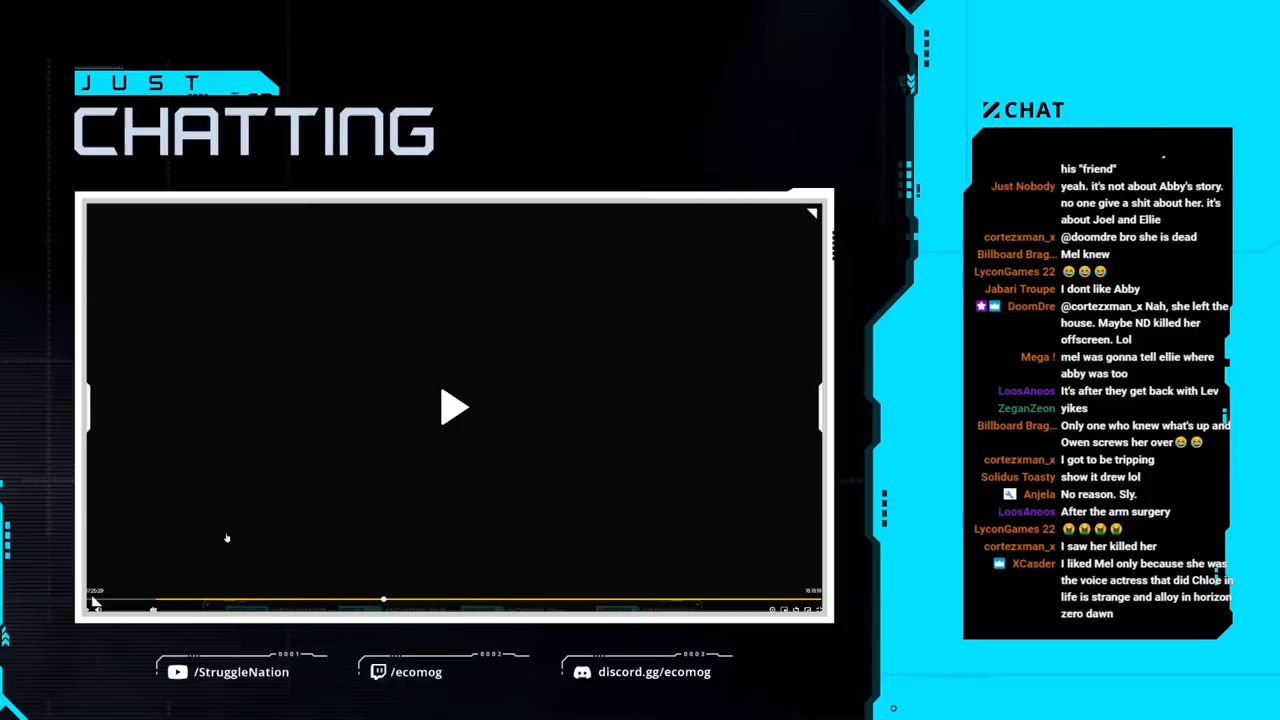 JUST
CHATTING
CHAT
his "friend"
Just Nobody yeah. it's not about Abby's story.
no one give a shit about her. it's
about Joel and Ellie
cortezxman_x @doomdre bro she is dead
Billboard Brag... Mel knew
LyconGames 22 😂 😂 😂
Jabari Troupe I dont like Abby
DoomDre @cortezxman_x Nah, she left the
house. Maybe ND killed her
offscreen. Lol
Mega ! mel was gonna tell ellie where
abby was too
LoosAnoos It's after they get back with Lev
ZeganZeon yikes
Billboard Brag... Only one who knew what's up and
Owen screws her over😂 😂
cortezxman_x I got to be tripping
Solidus Toasty show it drew lol
Anjela No reason. Sly.
LoosAnoos After the arm surgery
LyconGames 22 🤮 🤮 🤮 🤮
cortezxman_x I saw her killed her
XCasder I liked Mel only because she was
the voice actress that did Chloe in
life is strange and alloy in horizon
zero dawn
0001
/StruggleNation
0002
/ecomog
0003
discord.gg/ecomog